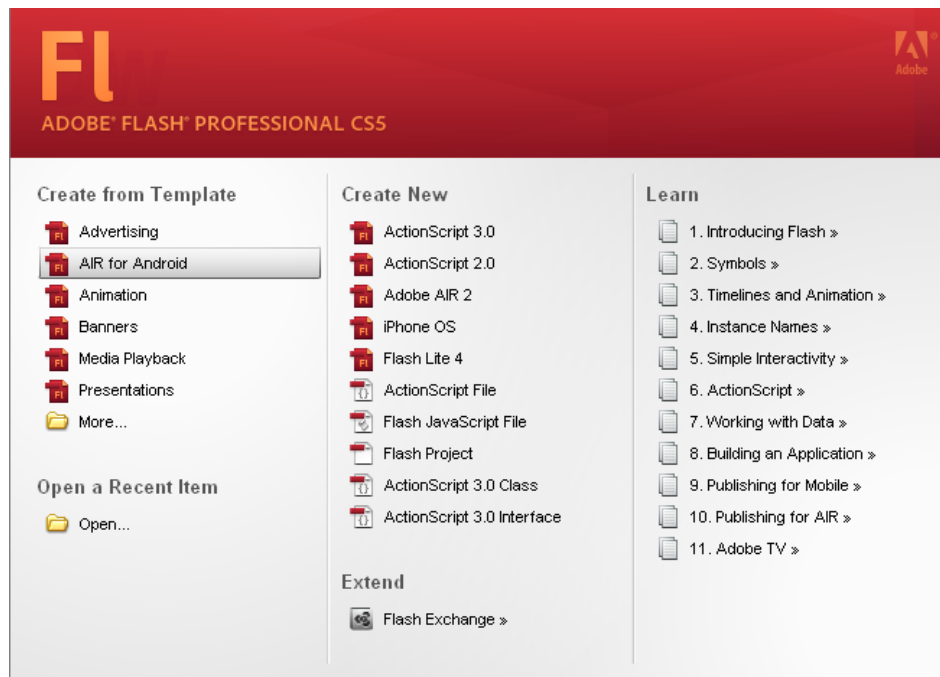 Fl
Adobe
ADOBE® FLASH® PROFESSIONAL CS5
Create from Template
Advertising
AIR for Android
Animation
Banners
Media Playback
Presentations
More...
Open a Recent Item
Open...
Create New
ActionScript 3.0
ActionScript 2.0
Adobe AIR 2
iPhone OS
Flash Lite 4
ActionScript File
Flash JavaScript File
Flash Project
ActionScript 3.0 Class
ActionScript 3.0 Interface
Extend
Flash Exchange »
Learn
1. Introducing Flash »
2. Symbols »
3. Timelines and Animation »
4. Instance Names »
5. Simple Interactivity »
6. ActionScript »
7. Working with Data »
8. Building an Application »
9. Publishing for Mobile »
10. Publishing for AIR »
11. Adobe TV »